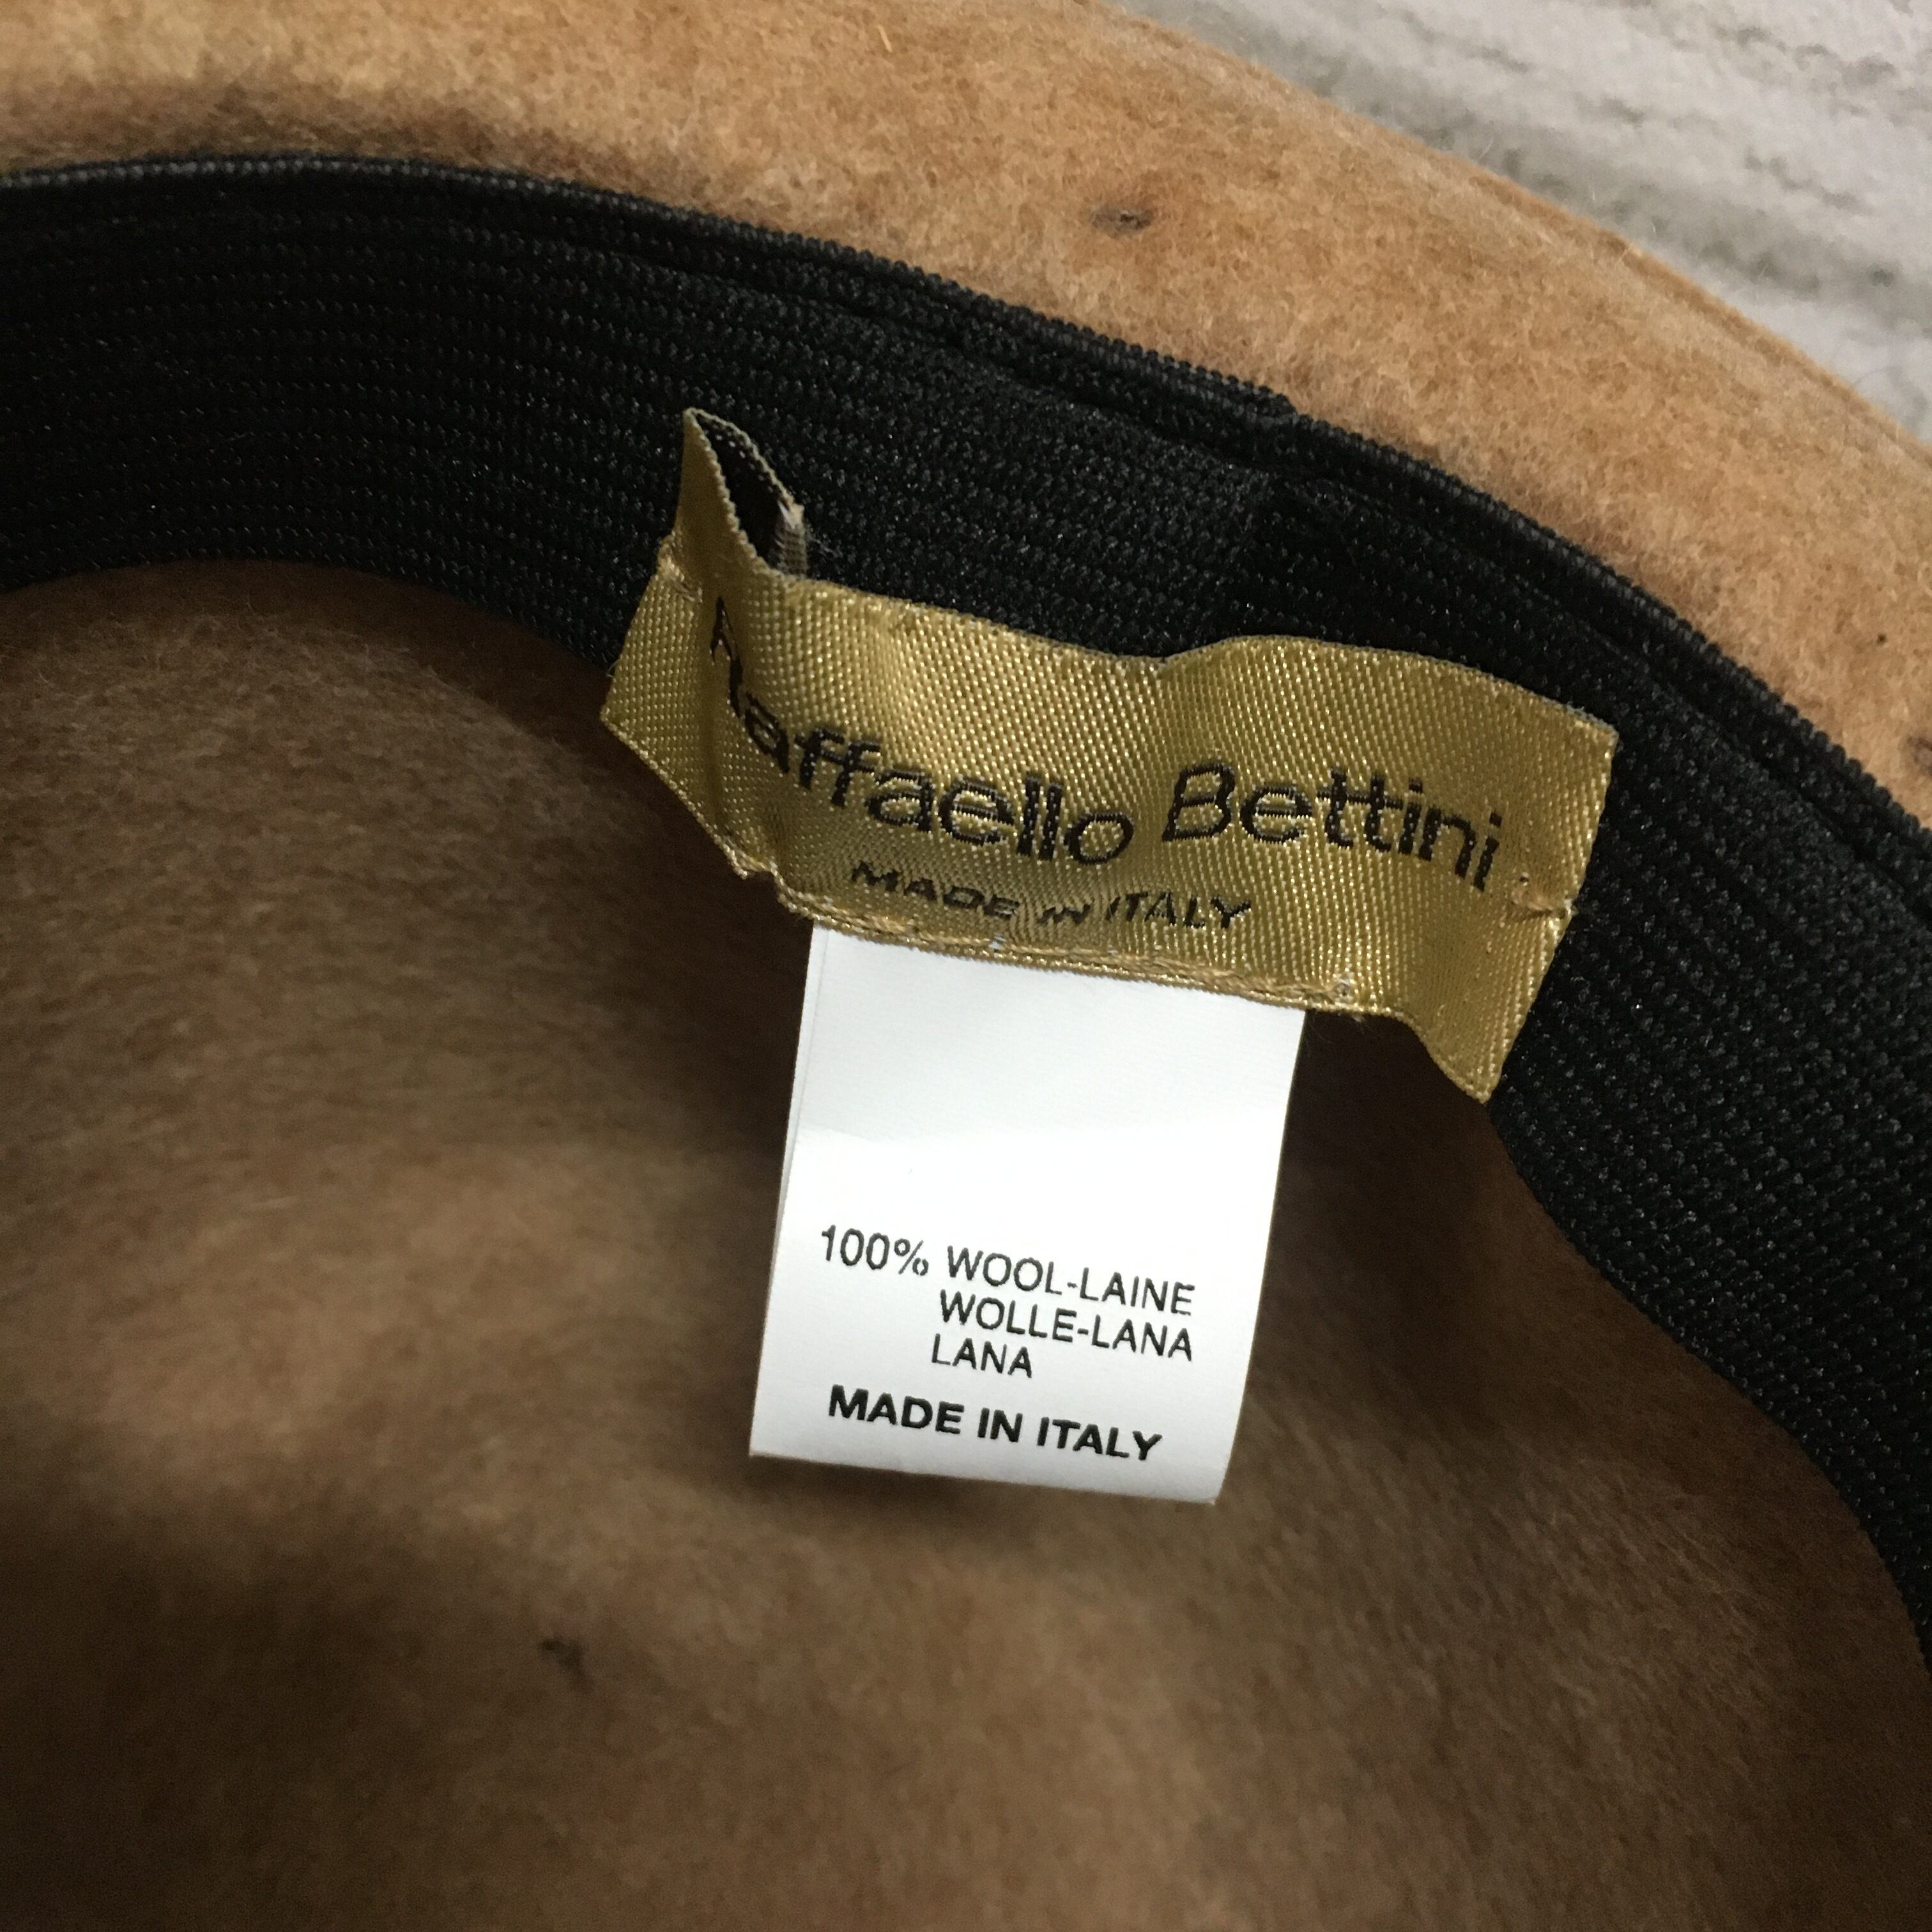 Raffaello Bettini
MADE IN ITALY
100% WOOL-LAINE
WOLLE-LANA
LANA
MADE IN ITALY